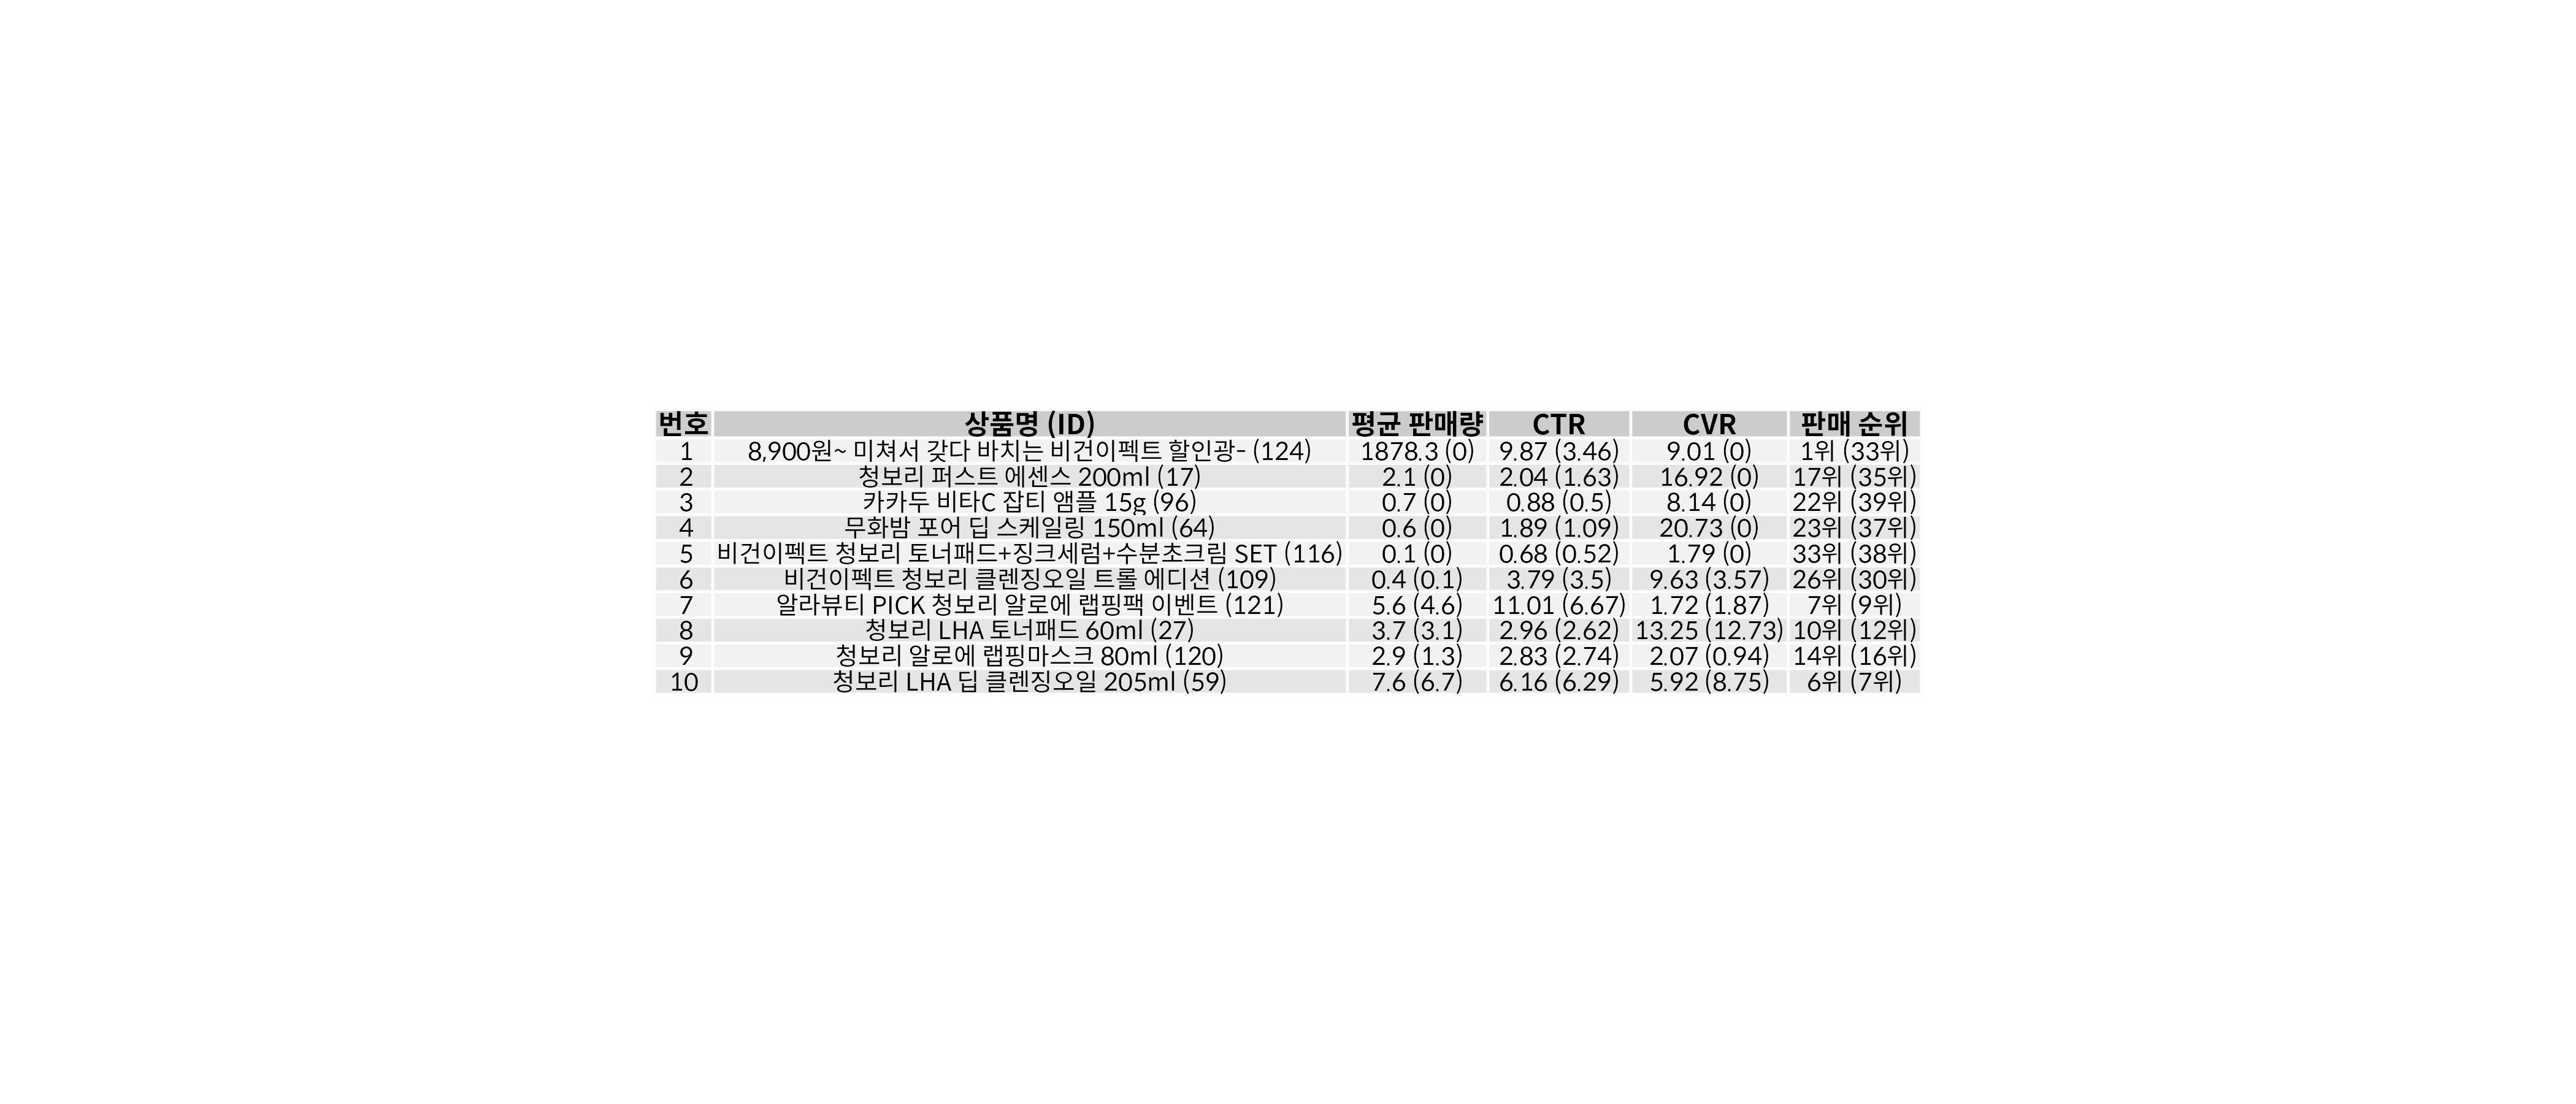 번호 상품명 (ID) 평균 판매량 CTR CVR 판매 순위
1 8,900원~ 미쳐서 갖다 바치는 비건이펙트 할인광- (124) 1878.3 (0) 9.87 (3.46) 9.01 (0) 1위 (33위)
2 청보리 퍼스트 에센스 200ml (17) 2.1 (0) 2.04 (1.63) 16.92 (0) 17위 (35위)
3 카카두 비타C 잡티 앰플 15g (96) 0.7 (0) 0.88 (0.5) 8.14 (0) 22위 (39위)
4 무화밤 포어 딥 스케일링 150ml (64) 0.6 (0) 1.89 (1.09) 20.73 (0) 23위 (37위)
5 비건이펙트 청보리 토너패드+징크세럼+수분초크림 SET (116) 0.1 (0) 0.68 (0.52) 1.79 (0) 33위 (38위)
6 비건이펙트 청보리 클렌징오일 트롤 에디션 (109) 0.4 (0.1) 3.79 (3.5) 9.63 (3.57) 26위 (30위)
7 알라뷰티 PICK 청보리 알로에 랩핑팩 이벤트 (121) 5.6 (4.6) 11.01 (6.67) 1.72 (1.87) 7위 (9위)
8 청보리 LHA 토너패드 60ml (27) 3.7 (3.1) 2.96 (2.62) 13.25 (12.73) 10위 (12위)
9 청보리 알로에 랩핑마스크 80ml (120) 2.9 (1.3) 2.83 (2.74) 2.07 (0.94) 14위 (16위)
10 청보리 LHA 딥 클렌징오일 205ml (59) 7.6 (6.7) 6.16 (6.29) 5.92 (8.75) 6위 (7위)